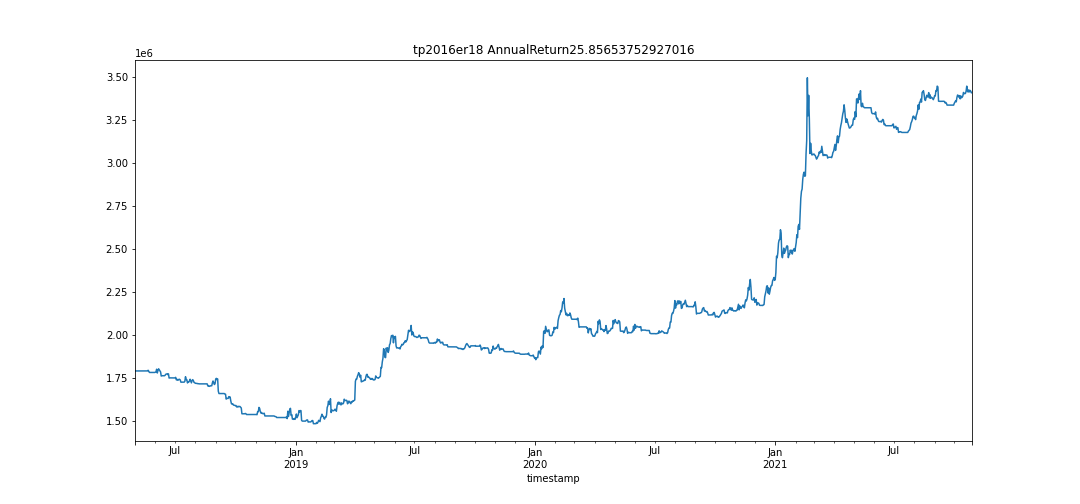 tp2016er18 AnnualReturn25.85653752927016
1e6
3.50
3.25
3.00
2.75
2.50
2.25
2.00
1.75
1.50
Jul Jan Jul Jan Jul Jan Jul
2019 2020 2021
timestamp